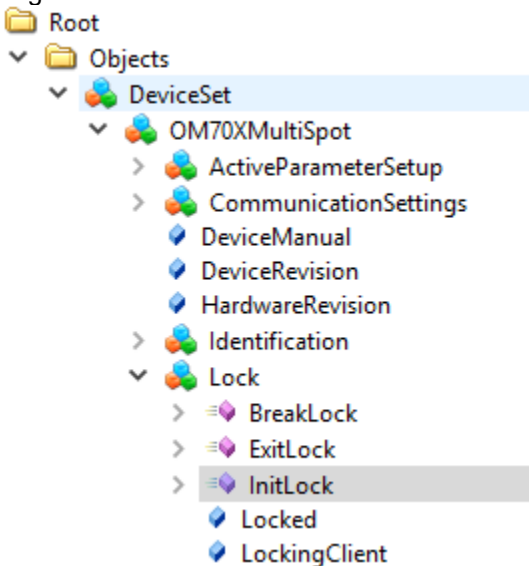 Root
Objects
DeviceSet
OM70XMultiSpot
ActiveParameterSetup
CommunicationSettings
DeviceManual
DeviceRevision
HardwareRevision
Identification
Lock
BreakLock
ExitLock
InitLock
Locked
LockingClient